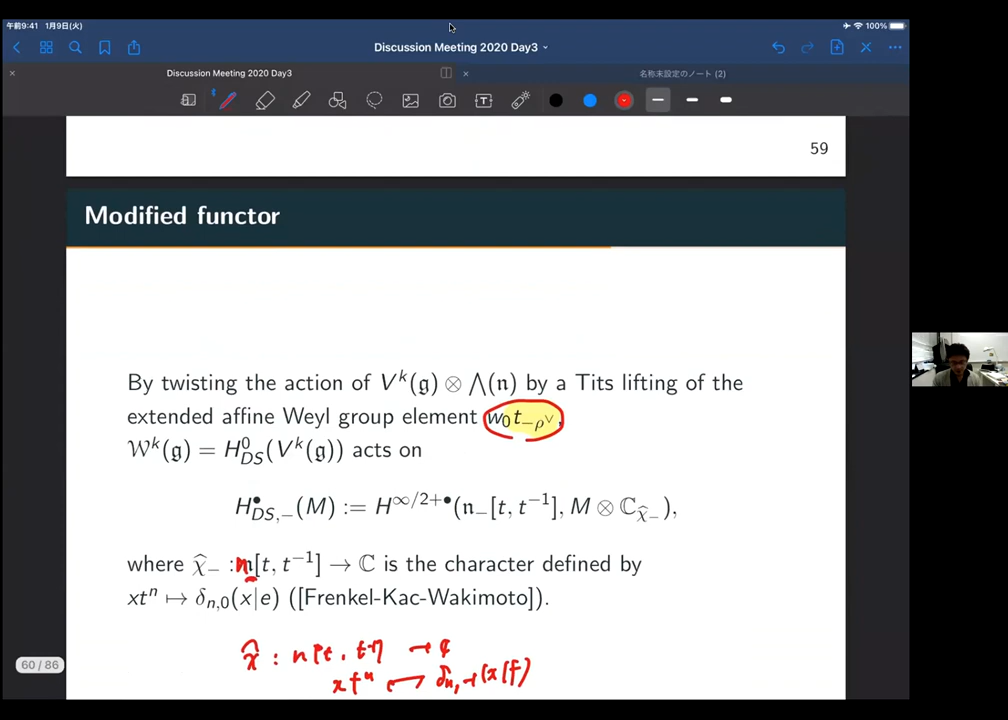 午前9:41 1月9日(火)
100%
Discussion Meeting 2020 Day3
Discussion Meeting 2020 Day3
名称未設定のノート (2)
59
Modified functor
By twisting the action of V^k(𝔤) ⊗ ⋀(𝔫) by a Tits lifting of the
extended affine Weyl group element w₀t_{-ρ^∨},
𝒲^k(𝔤) = H^0_{DS}(V^k(𝔤)) acts on
H^•_{DS,−}(M) := H^{∞/2+•}(𝔫_−[t, t^{−1}], M ⊗ ℂ_{χ̂_−}),
where χ̂_− : n[t, t^{−1}] → ℂ is the character defined by
xt^n ↦ δ_{n,0}(x|e) ([Frenkel-Kac-Wakimoto]).
χ̂ : n[t, t^{-1}] → ℂ
xt^n ↦ δ_{n,-1}(x|f)
60 / 86